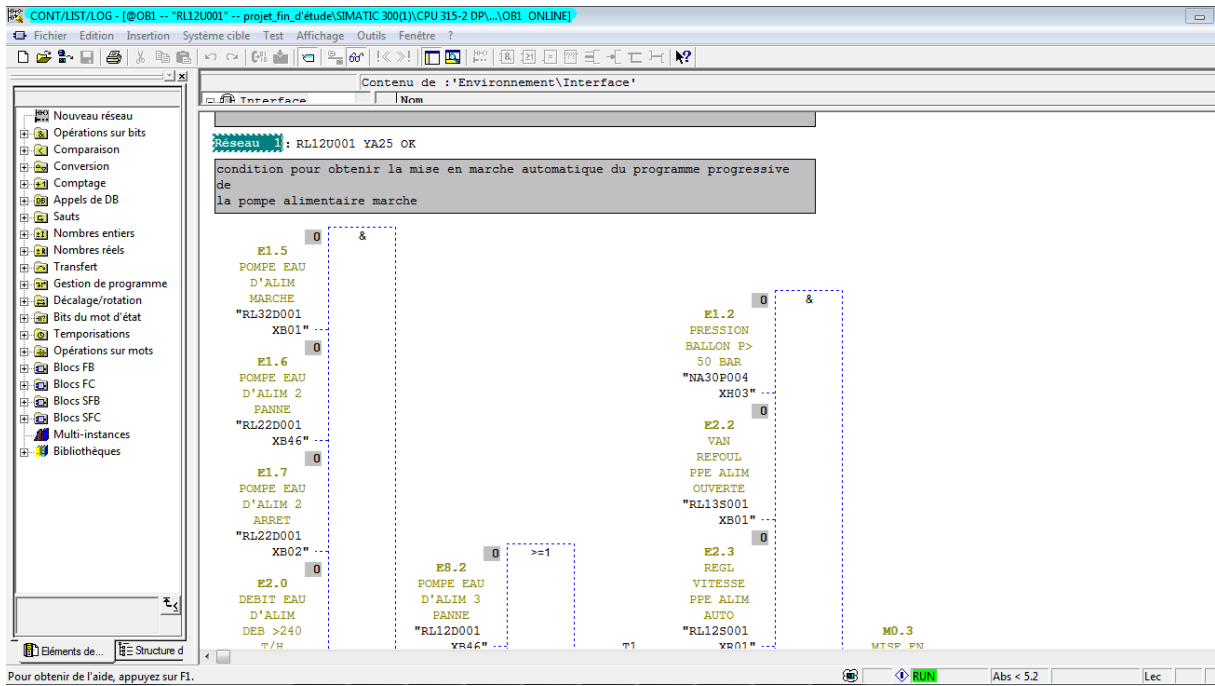 CONT/LIST/LOG - [@OB1 -- "RL12U001" -- projet_fin_d'étude\SIMATIC 300(1)\CPU 315-2 DP\...\OB1 ONLINE]
Fichier Edition Insertion Système cible Test Affichage Outils Fenêtre ?
Contenu de :'Environnement\Interface'
Interface
Nom
Nouveau réseau
Opérations sur bits
Comparaison
Conversion
Comptage
Appels de DB
Sauts
Nombres entiers
Nombres réels
Transfert
Gestion de programme
Décalage/rotation
Bits du mot d'état
Temporisations
Opérations sur mots
Blocs FB
Blocs FC
Blocs SFB
Blocs SFC
Multi-instances
Bibliothèques
Eléments de...
Structure d
Réseau 1 : RL12U001 YA25 OK
condition pour obtenir la mise en marche automatique du programme progressive
de
la pompe alimentaire marche
0 &
E1.5
POMPE EAU
D'ALIM
MARCHE
"RL32D001
XB01"
0
E1.6
POMPE EAU
D'ALIM 2
PANNE
"RL22D001
XB46"
0
E1.7
POMPE EAU
D'ALIM 2
ARRET
"RL22D001
XB02"
0
E2.0
DEBIT EAU
D'ALIM
DEB >240
T/H
0 >=1
E8.2
POMPE EAU
D'ALIM 3
PANNE
"RL12D001
XB46"
T1
0 &
E1.2
PRESSION
BALLON P>
50 BAR
"NA30P004
XH03"
0
E2.2
VAN
REFOUL
PPE ALIM
OUVERTE
"RL13S001
XB01"
0
E2.3
REGL
VITESSE
PPE ALIM
AUTO
"RL12S001
XR01"
M0.3
MISE EN
Pour obtenir de l'aide, appuyez sur F1.
RUN
Abs < 5.2
Lec